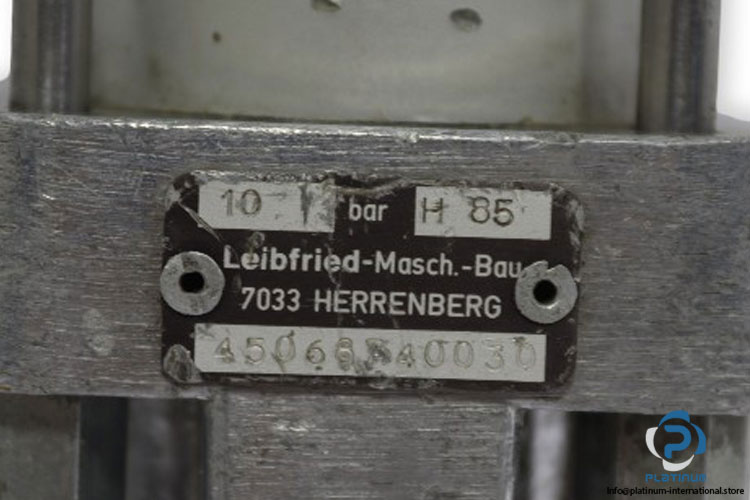 10 bar H 85
Leibfried-Masch.-Bau
7033 HERRENBERG
PLATINUM
info@platinum-international.store